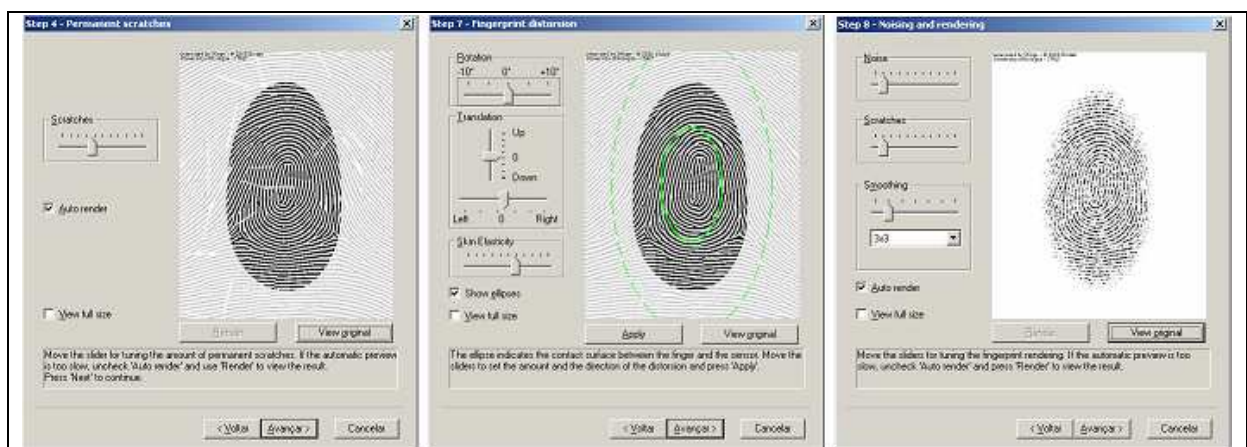 Step 4 - Permanent scratches
Scratches
Auto render
View full size
Render
View original
Move the slider for tuning the amount of permanent scratches. If the automatic preview
is too slow, uncheck 'Auto render' and use 'Render' to view the result.
Press 'Next' to continue.
< Voltar
Avançar >
Cancelar
Step 7 - Fingerprint distorsion
Rotation
-10° 0° +10°
Translation
Up
0
Down
Left 0 Right
Skin Elasticity
Show ellipses
View full size
Apply
View original
The ellipse indicates the contact surface between the finger and the sensor. Move the
sliders to set the amount and the direction of the distorsion and press 'Apply'.
< Voltar
Avançar >
Cancelar
Step 8 - Noising and rendering
Noise
Scratches
Smoothing
3x3
Auto render
View full size
Render
View original
Move the sliders for tuning the fingerprint rendering. If the automatic preview is too
slow, uncheck 'Auto render' and press 'Render' to view the result.
< Voltar
Avançar >
Cancelar